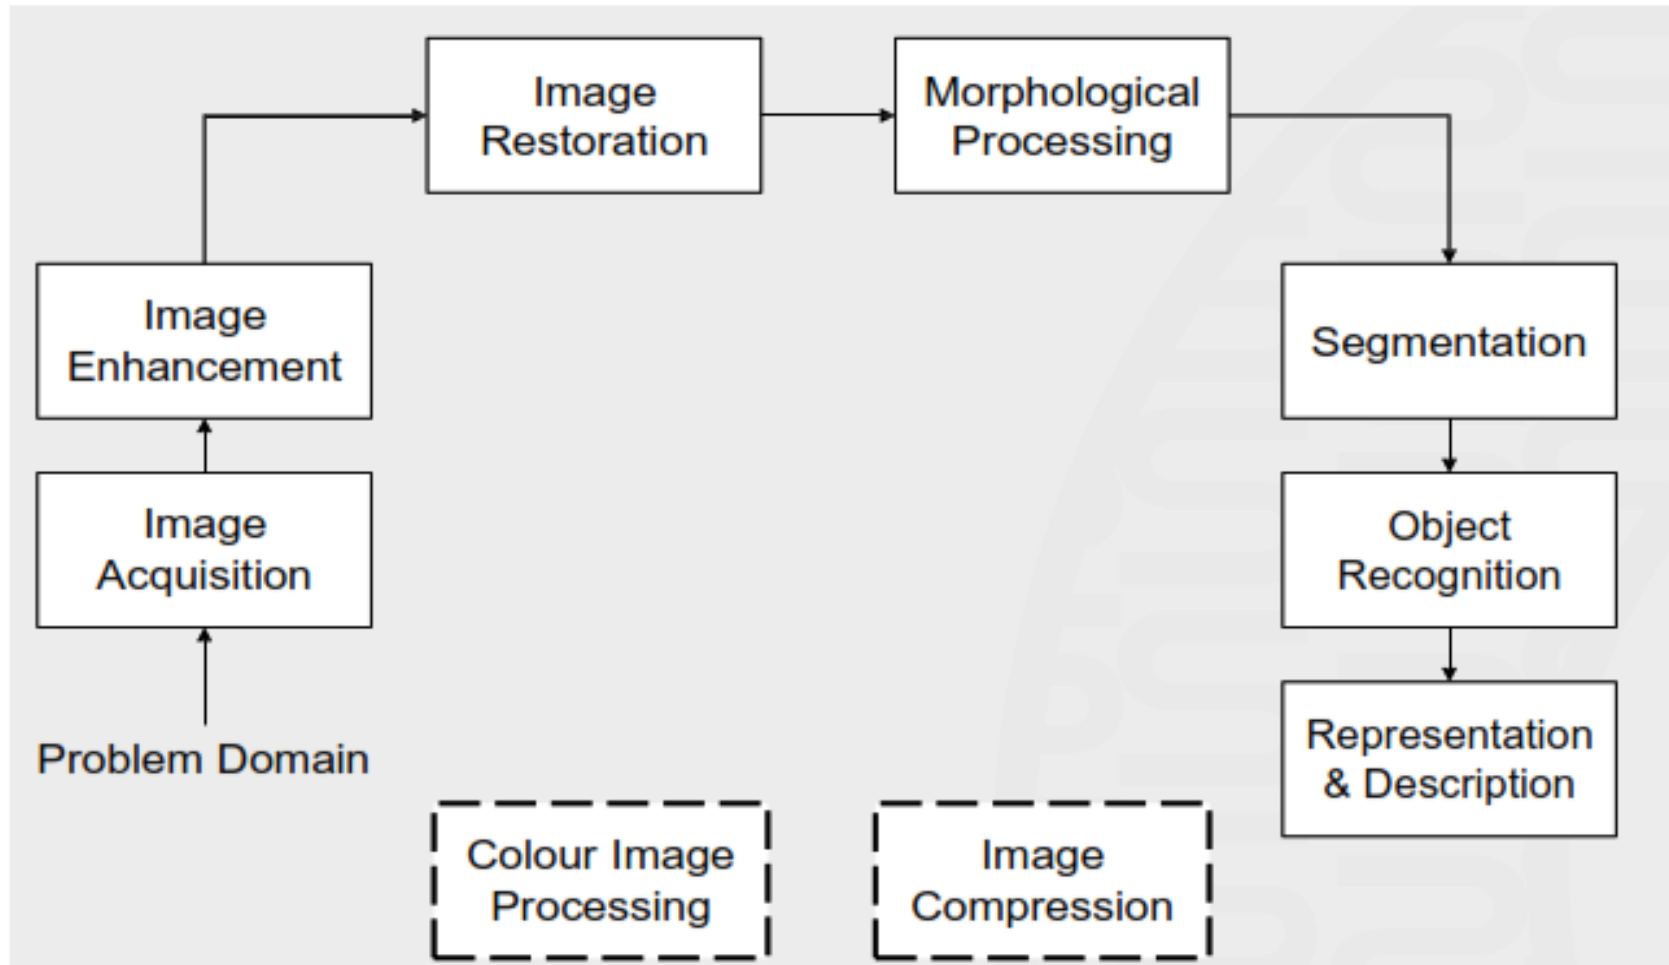 Image
Restoration
Morphological
Processing
Image
Enhancement
Segmentation
Image
Acquisition
Object
Recognition
Problem Domain
Representation
& Description
Colour Image
Processing
Image
Compression